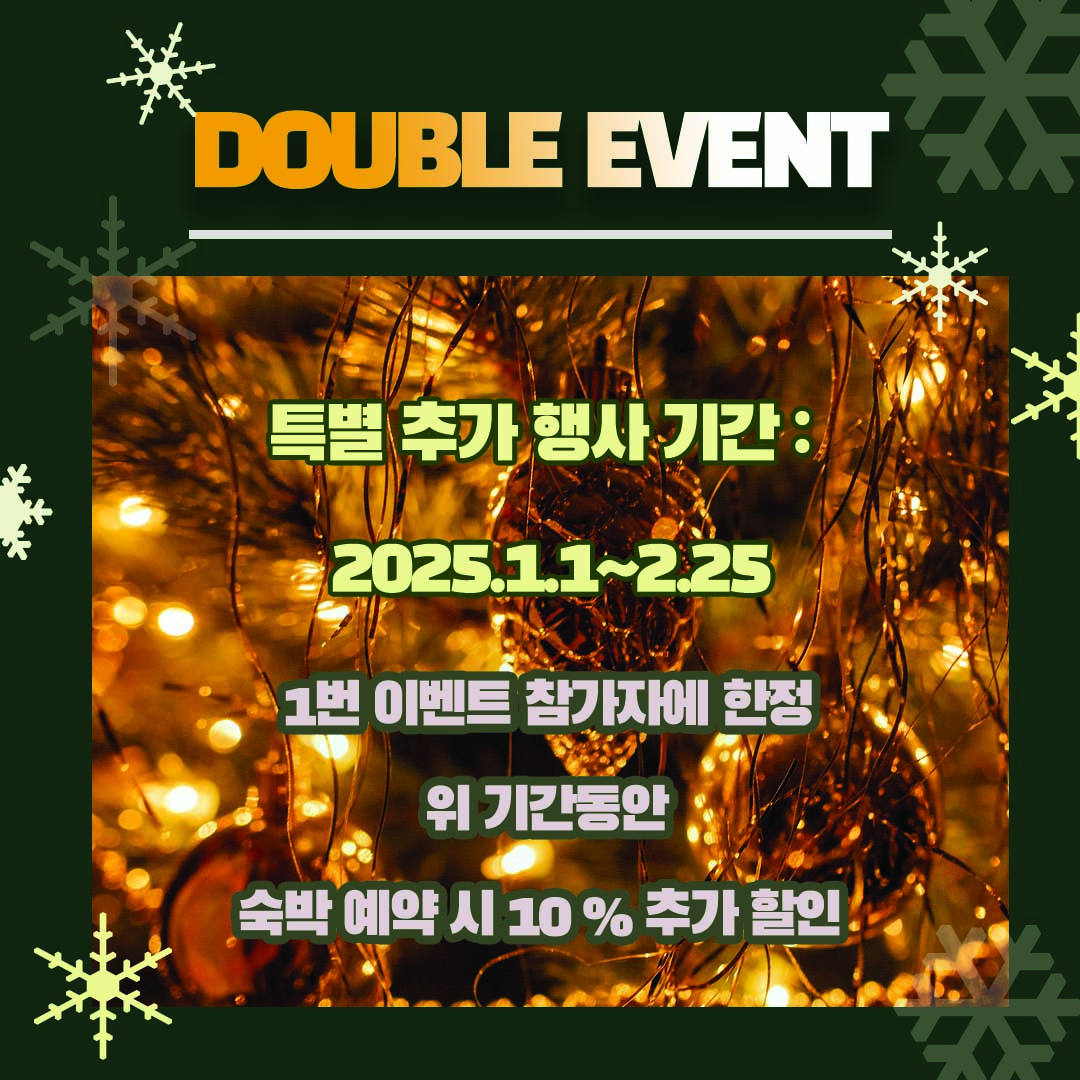 DOUBLE EVENT
특별 추가 행사 기간 :
2025.1.1~2.25
1번 이벤트 참가자에 한정
위 기간동안
숙박 예약 시 10 % 추가 할인